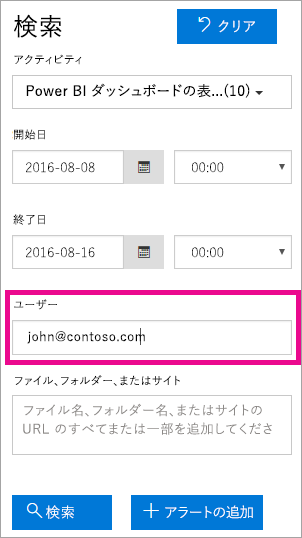 検索
クリア
アクティビティ
Power BI ダッシュボードの表...(10)
開始日
2016-08-08
00:00
終了日
2016-08-16
00:00
ユーザー
john@contoso.com
ファイル、フォルダー、またはサイト
ファイル名、フォルダー名、またはサイトの
URL のすべてまたは一部を追加してくださ
検索
アラートの追加